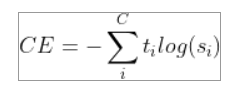 CE = -\sum_{i}^{C} t_i log(s_i)